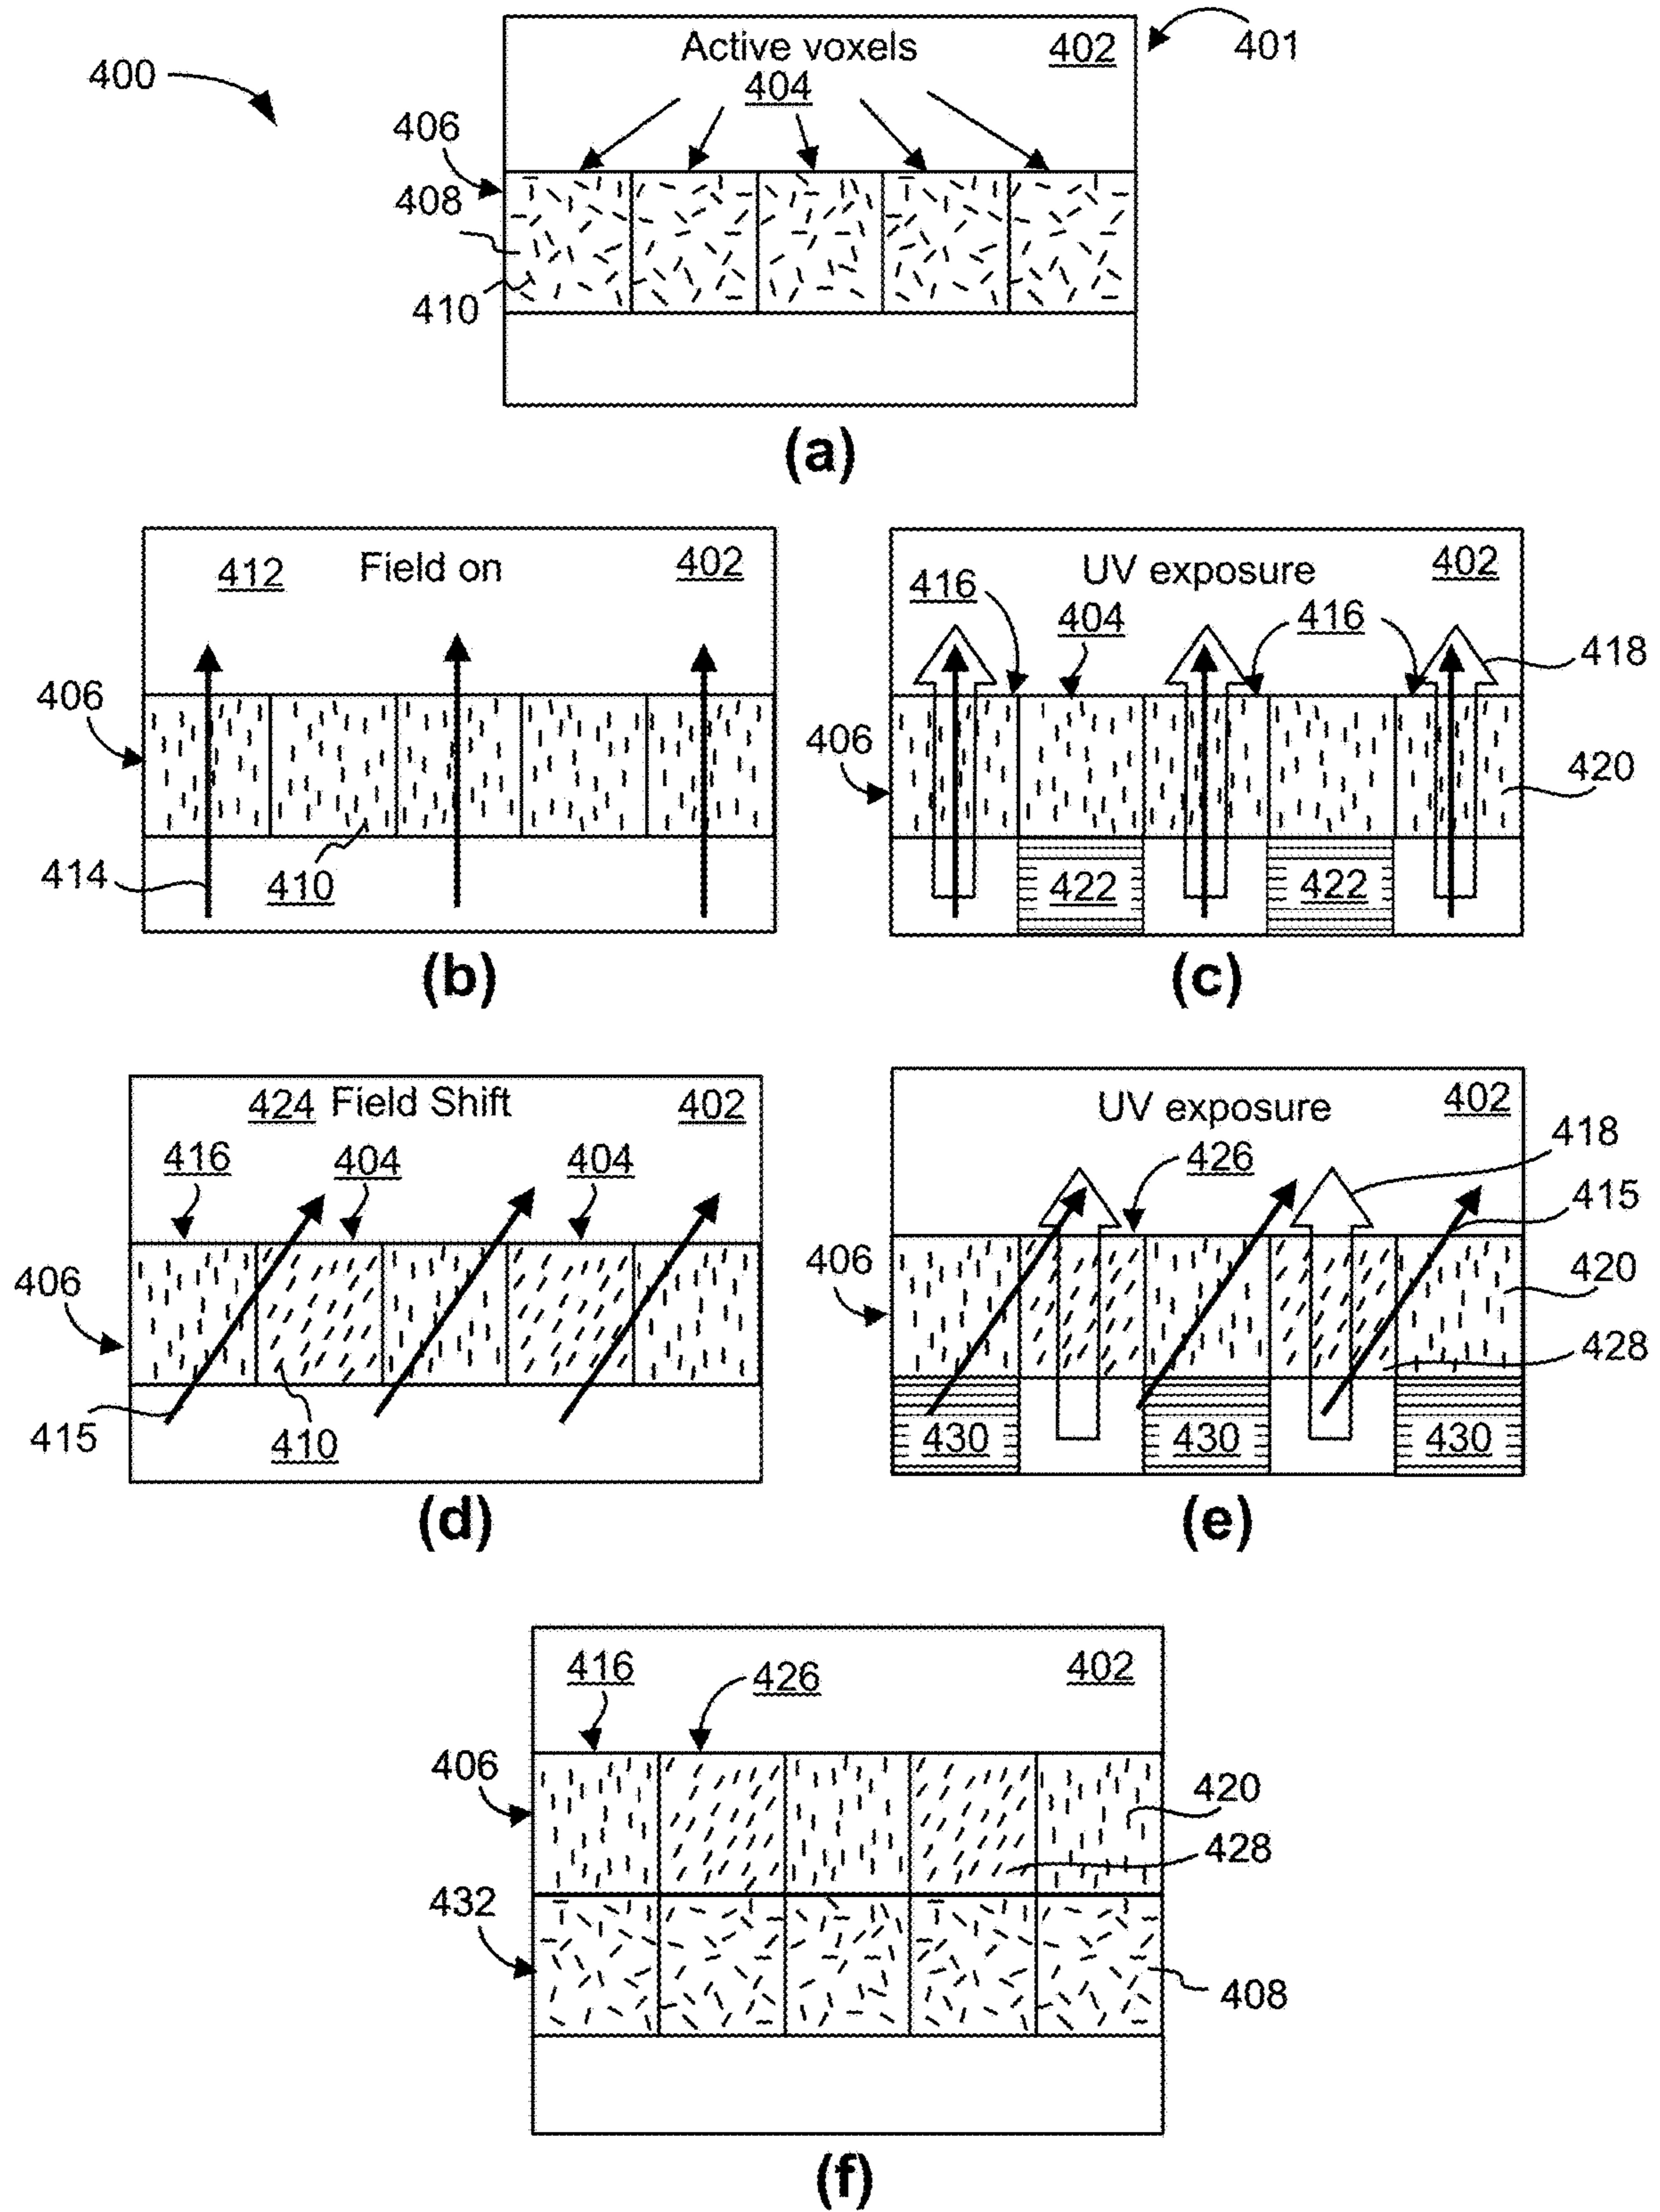 Active voxels 402 401
400 404
406
408
410
(a)
412 Field on 402
406
414 410
(b)
UV exposure 402
416 404 416 418
406 420
422 422
(c)
424 Field Shift 402
416 404 404
406
415 410
(d)
UV exposure 402
426 418
415
406 420
428
430 430 430
(e)
416 426 402
406 420
428
432
408
(f)